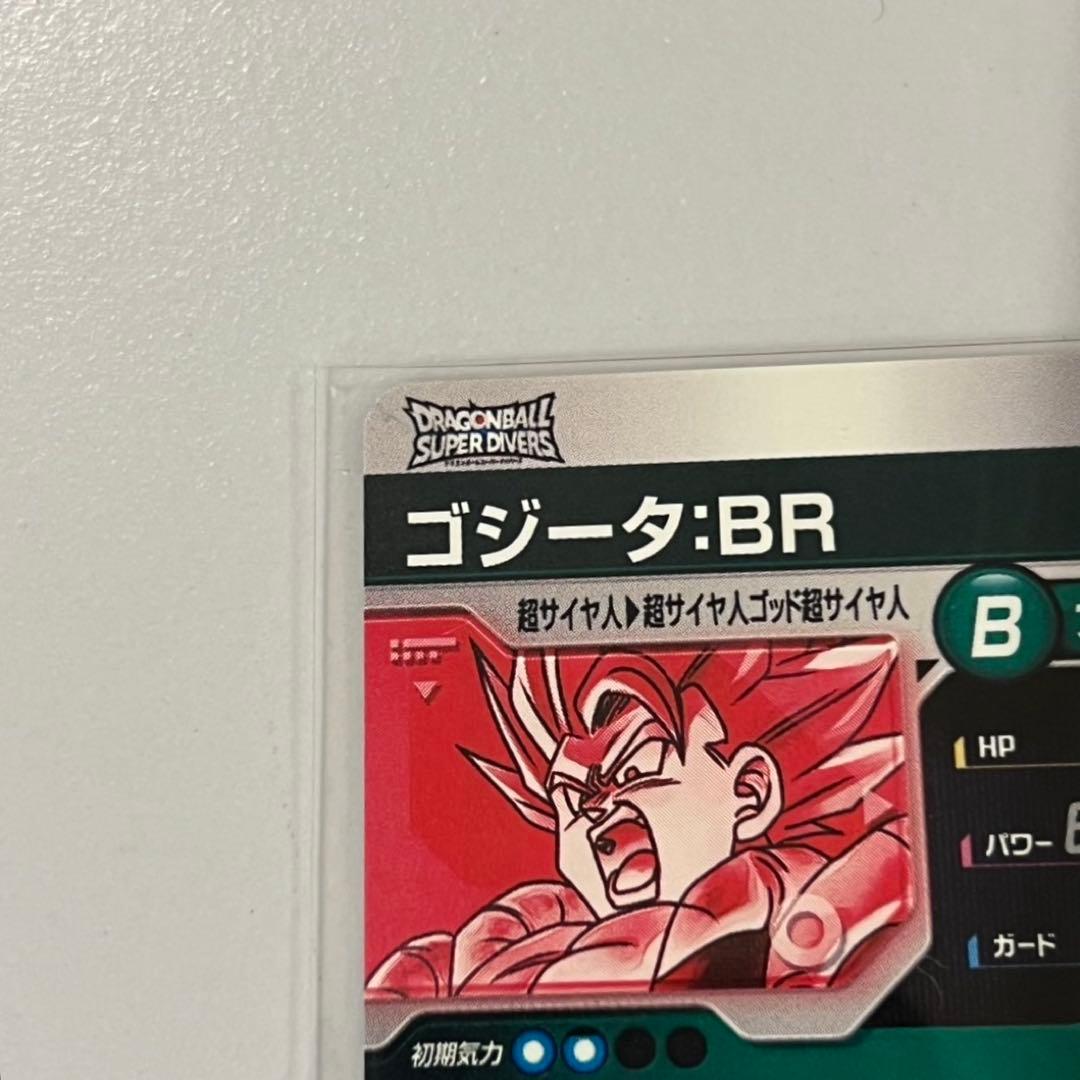 DRAGONBALL
SUPER DIVERS
ゴジータ:BR
超サイヤ人▶超サイヤ人ゴッド超サイヤ人
B
HP
パワー
ガード
初期気力